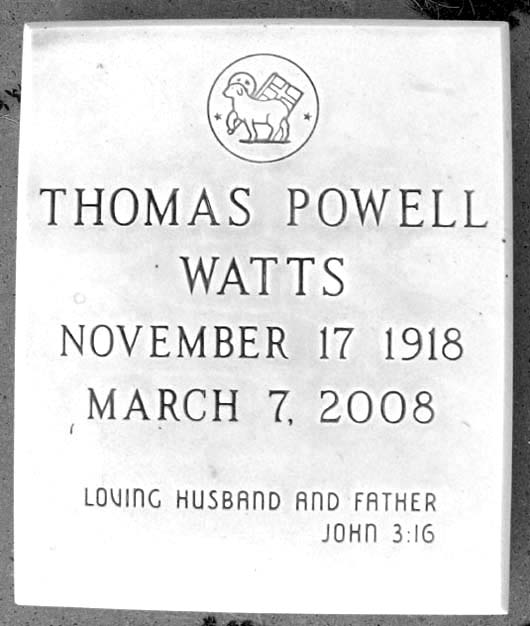 THOMAS POWELL
WATTS
NOVEMBER 17 1918
MARCH 7, 2008
LOVING HUSBAND AND FATHER
JOHN 3:16